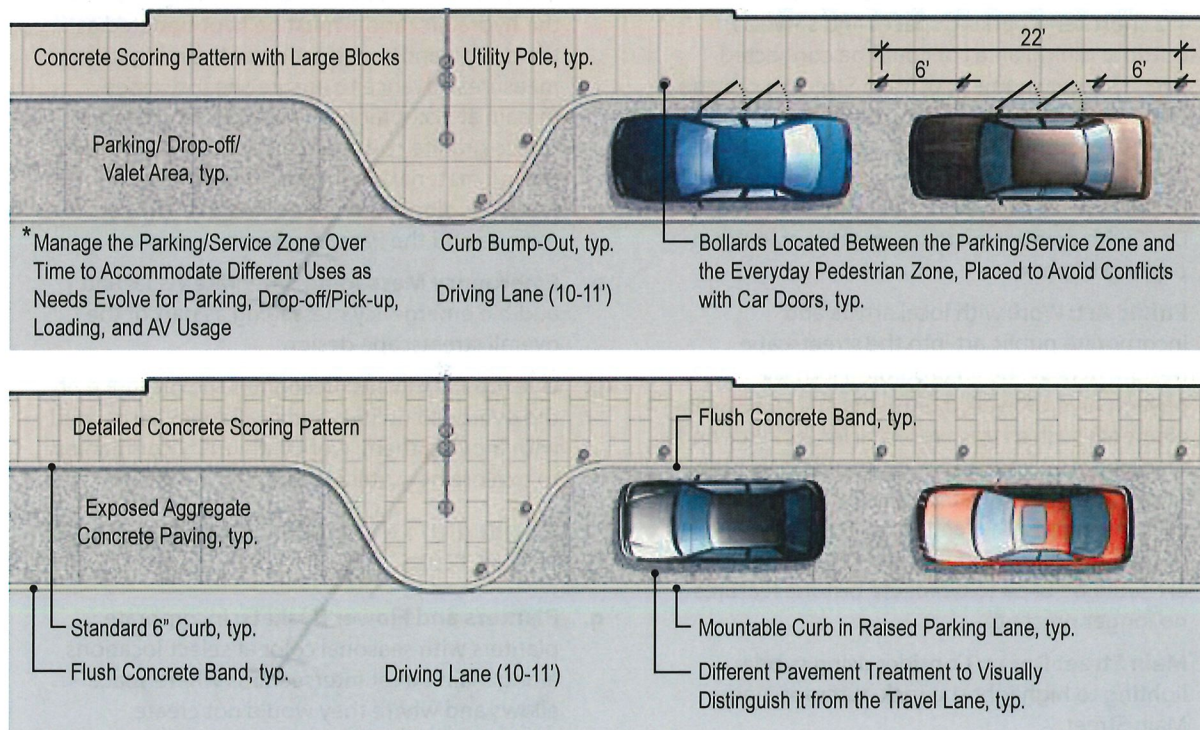 Concrete Scoring Pattern with Large Blocks
Utility Pole, typ.
22'
6'
6'
Parking/ Drop-off/
Valet Area, typ.
*Manage the Parking/Service Zone Over
Time to Accommodate Different Uses as
Needs Evolve for Parking, Drop-off/Pick-up,
Loading, and AV Usage
Curb Bump-Out, typ.
Driving Lane (10-11')
Bollards Located Between the Parking/Service Zone and
the Everyday Pedestrian Zone, Placed to Avoid Conflicts
with Car Doors, typ.
Detailed Concrete Scoring Pattern
Flush Concrete Band, typ.
Exposed Aggregate
Concrete Paving, typ.
Standard 6" Curb, typ.
Flush Concrete Band, typ.
Driving Lane (10-11')
Mountable Curb in Raised Parking Lane, typ.
Different Pavement Treatment to Visually
Distinguish it from the Travel Lane, typ.